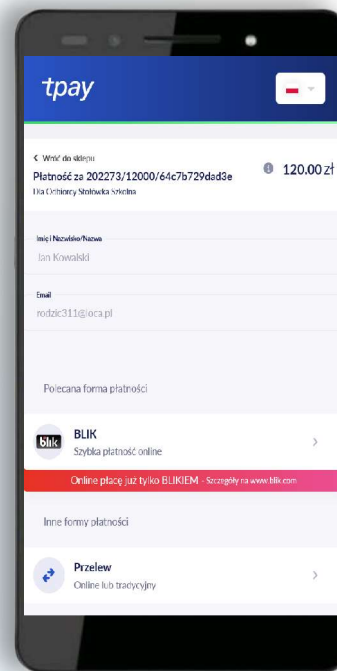 tpay
Wróć do sklepu
Płatność za 202273/12000/64c7b729dad3e
120.00 zł
Dla Odbiorcy Stołówka Szkolna
Imię i Nazwisko/Nazwa
Jan Kowalski
Email
rodzic311@loca.pl
Polecana forma płatności
blik
BLIK
Szybka płatność online
Online płacę już tylko BLIKIEM - Szczegóły na www.blik.com
Inne formy płatności
Przelew
Online lub tradycyjny